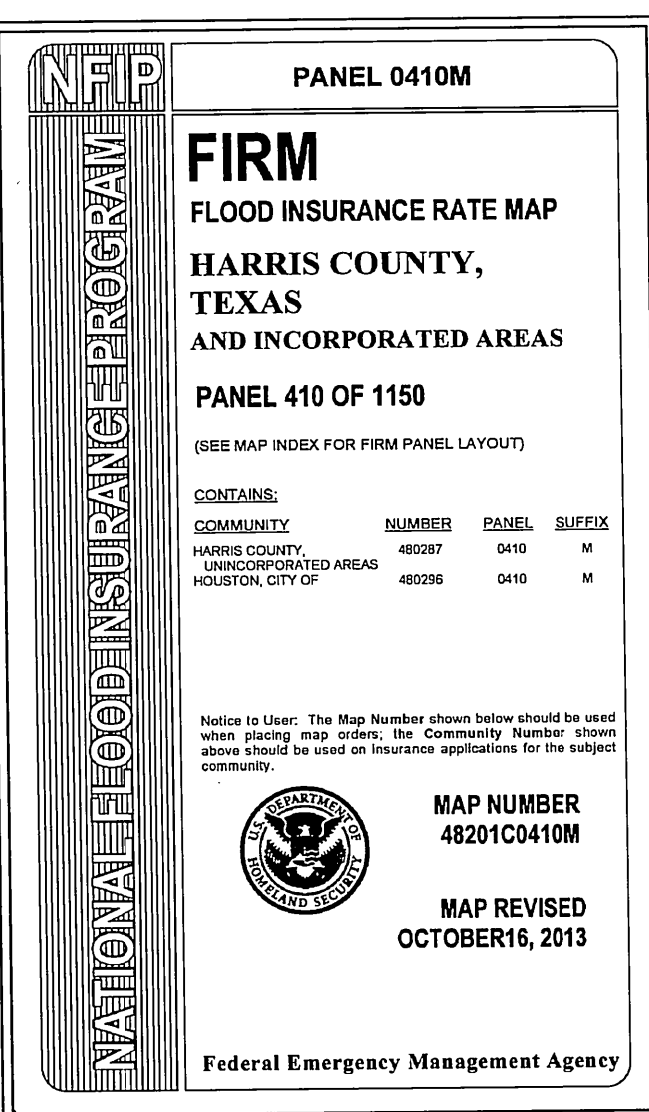 NFIP
PANEL 0410M
NATIONAL FLOOD INSURANCE PROGRAM
FIRM
FLOOD INSURANCE RATE MAP
HARRIS COUNTY,
TEXAS
AND INCORPORATED AREAS
PANEL 410 OF 1150
(SEE MAP INDEX FOR FIRM PANEL LAYOUT)
CONTAINS:
COMMUNITY NUMBER PANEL SUFFIX
HARRIS COUNTY, 480287 0410 M
UNINCORPORATED AREAS
HOUSTON, CITY OF 480296 0410 M
Notice to User: The Map Number shown below should be used
when placing map orders; the Community Number shown
above should be used on insurance applications for the subject
community.
U.S. DEPARTMENT OF
HOMELAND SECURITY
MAP NUMBER
48201C0410M
MAP REVISED
OCTOBER16, 2013
Federal Emergency Management Agency